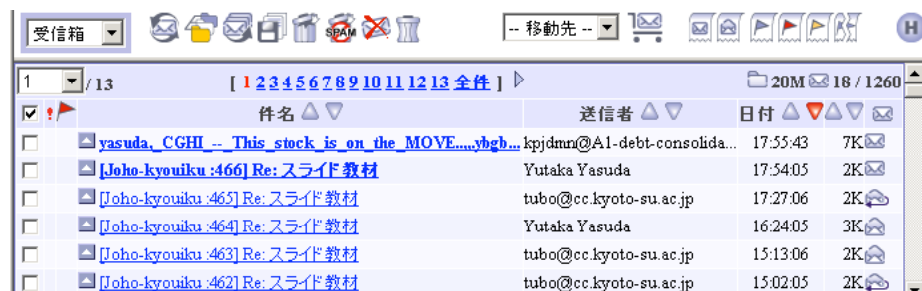 受信箱 SPAM -- 移動先 -- H
1 / 13 [ 1 2 3 4 5 6 7 8 9 10 11 12 13 全件 ] 20M 18 / 1260
! 件名 送信者 日付
yasuda,_CGHI_--_This_stock_is_on_the_MOVE..,,,ybgb... kpjdmn@A1-debt-consolida... 17:55:43 7K
[Joho-kyouiku :466] Re: スライド教材 Yutaka Yasuda 17:54:05 2K
[Joho-kyouiku :465] Re: スライド教材 tubo@cc.kyoto-su.ac.jp 17:27:06 2K
[Joho-kyouiku :464] Re: スライド教材 Yutaka Yasuda 16:24:05 3K
[Joho-kyouiku :463] Re: スライド教材 tubo@cc.kyoto-su.ac.jp 15:13:06 2K
[Joho-kyouiku :462] Re: スライド教材 tubo@cc.kyoto-su.ac.jp 15:02:05 2K